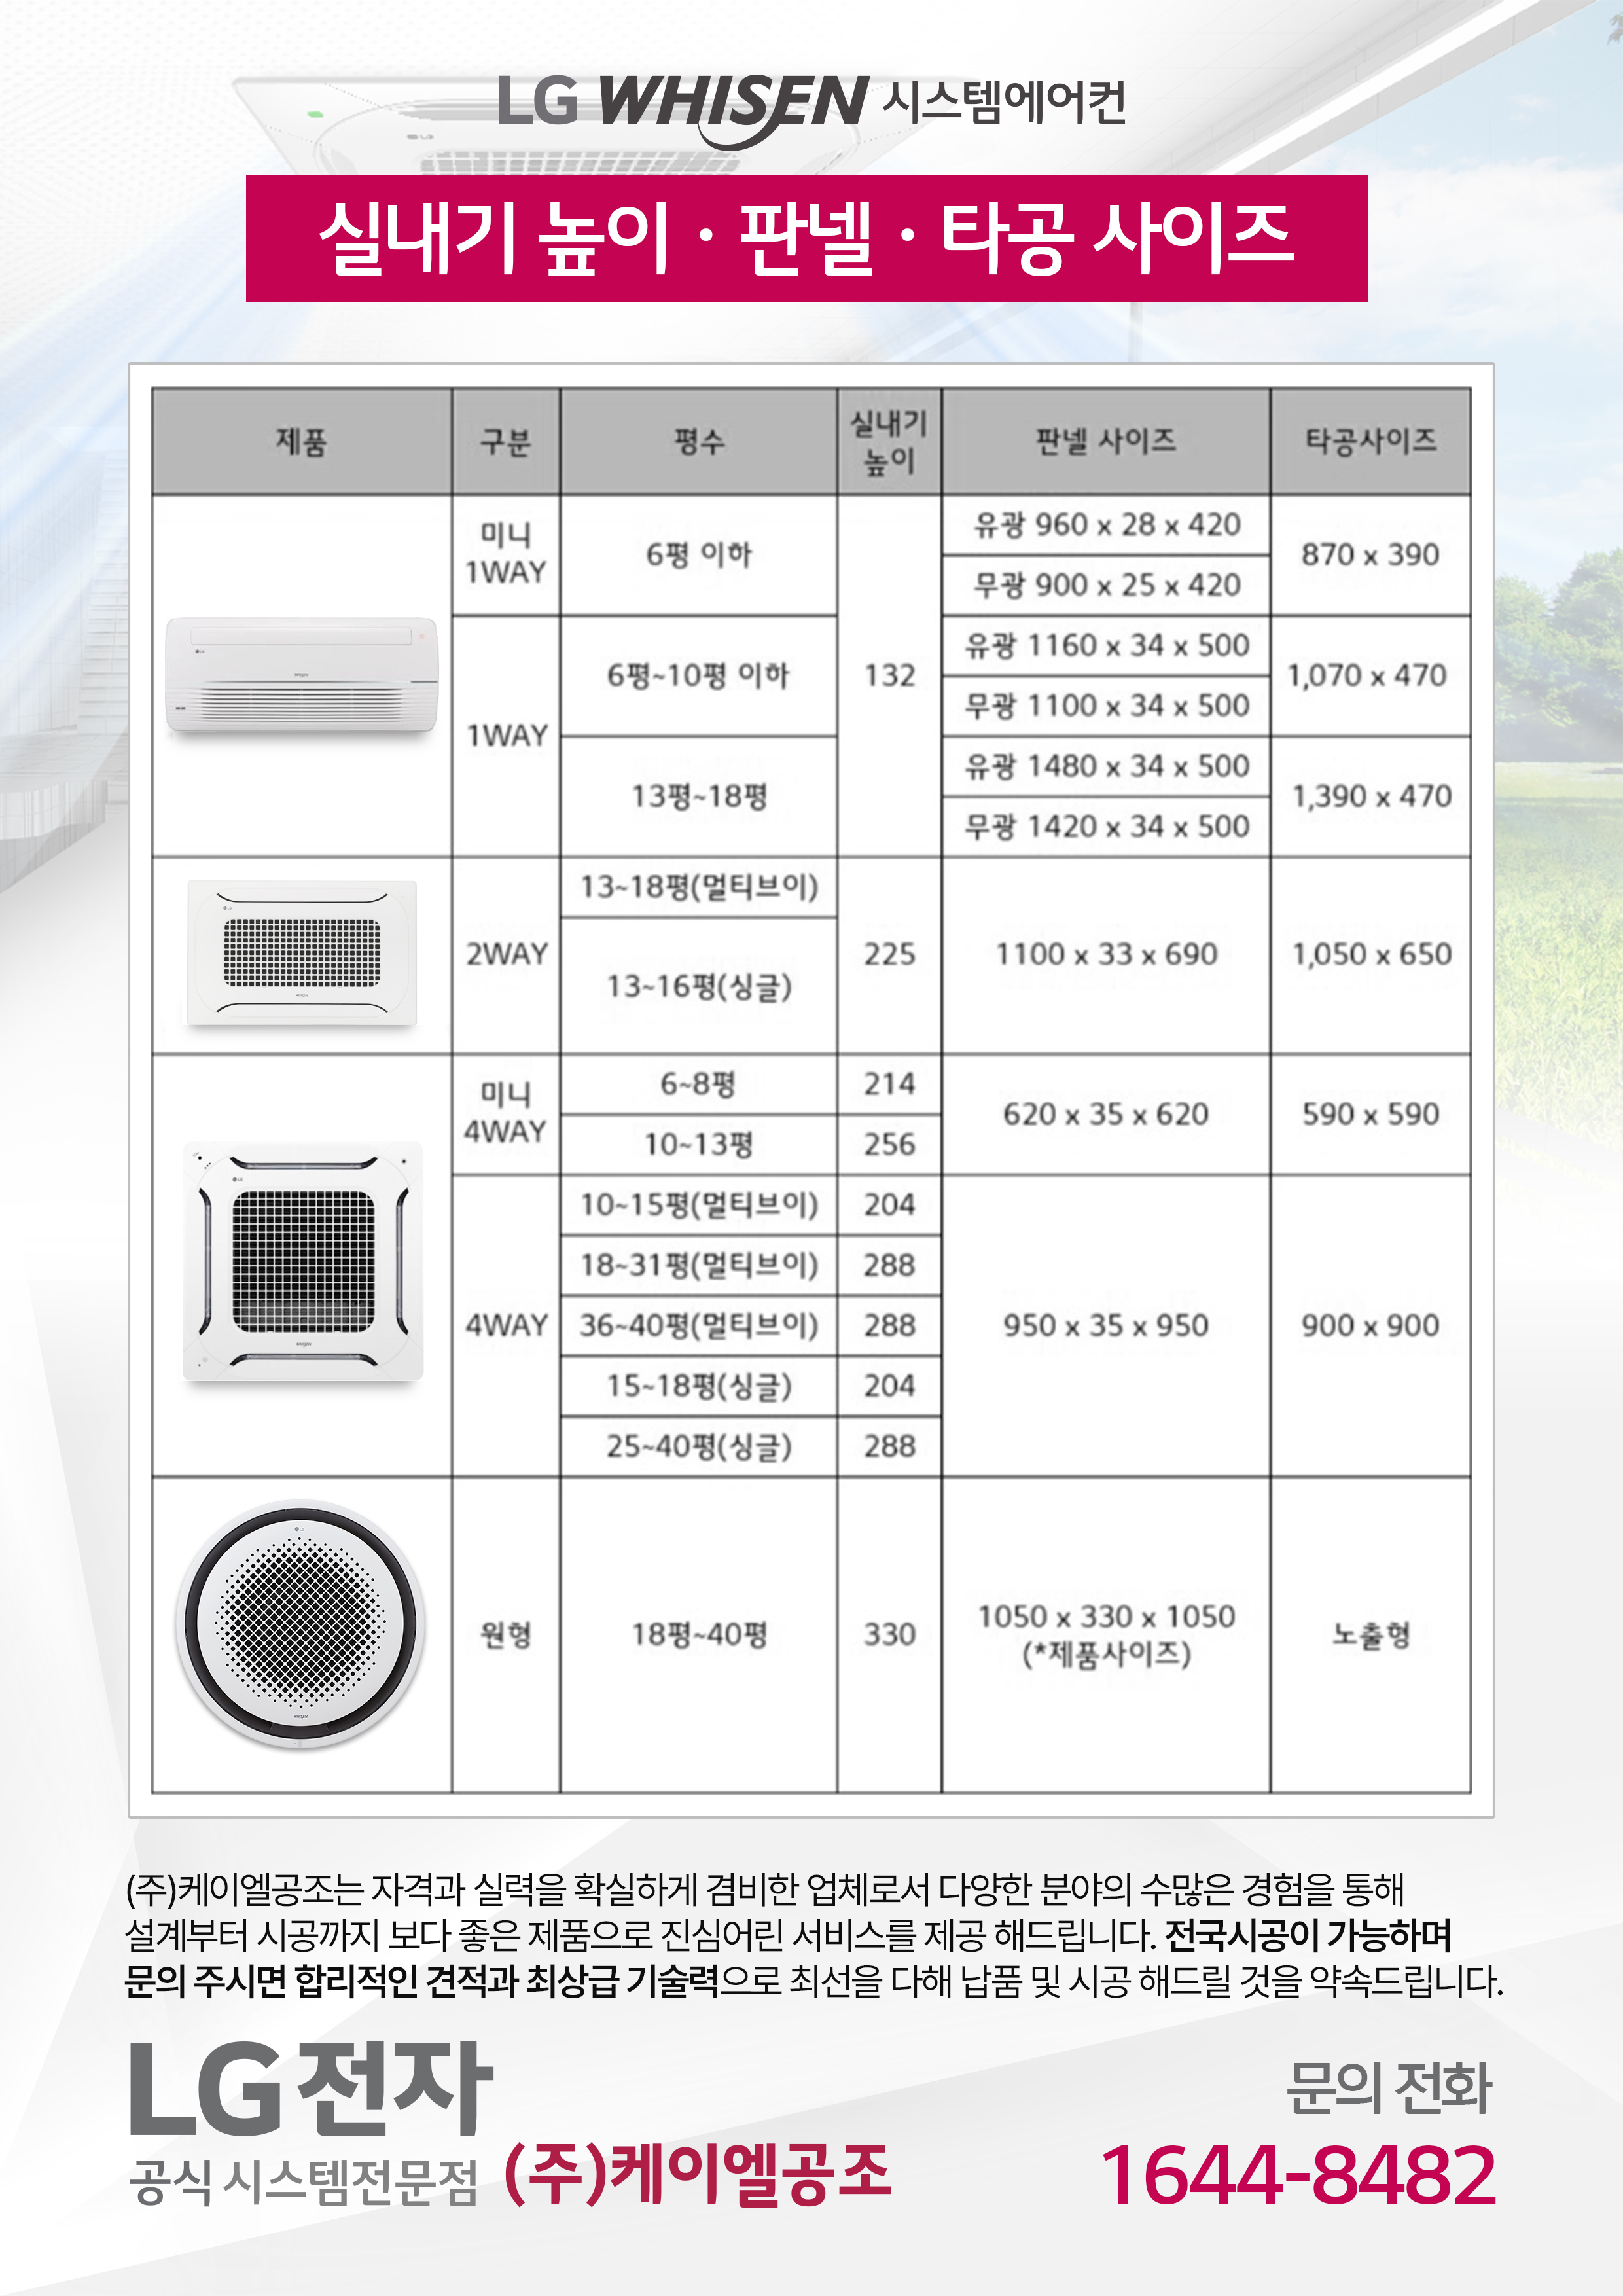 LG WHISEN 시스템에어컨
실내기 높이 · 판넬 · 타공 사이즈
제품 구분 평수 실내기 높이 판넬 사이즈 타공사이즈
미니 1WAY 6평 이하 132 유광 960 x 28 x 420 870 x 390
무광 900 x 25 x 420
1WAY 6평~10평 이하 유광 1160 x 34 x 500 1,070 x 470
무광 1100 x 34 x 500
13평~18평 유광 1480 x 34 x 500 1,390 x 470
무광 1420 x 34 x 500
2WAY 13~18평(멀티브이) 225 1100 x 33 x 690 1,050 x 650
13~16평(싱글)
미니 4WAY 6~8평 214 620 x 35 x 620 590 x 590
10~13평 256
4WAY 10~15평(멀티브이) 204 950 x 35 x 950 900 x 900
18~31평(멀티브이) 288
36~40평(멀티브이) 288
15~18평(싱글) 204
25~40평(싱글) 288
원형 18평~40평 330 1050 x 330 x 1050 노출형
(*제품사이즈)
(주)케이엘공조는 자격과 실력을 확실하게 겸비한 업체로서 다양한 분야의 수많은 경험을 통해
설계부터 시공까지 보다 좋은 제품으로 진심어린 서비스를 제공 해드립니다. 전국시공이 가능하며
문의 주시면 합리적인 견적과 최상급 기술력으로 최선을 다해 납품 및 시공 해드릴 것을 약속드립니다.
LG전자
공식 시스템전문점 (주)케이엘공조
문의 전화
1644-8482